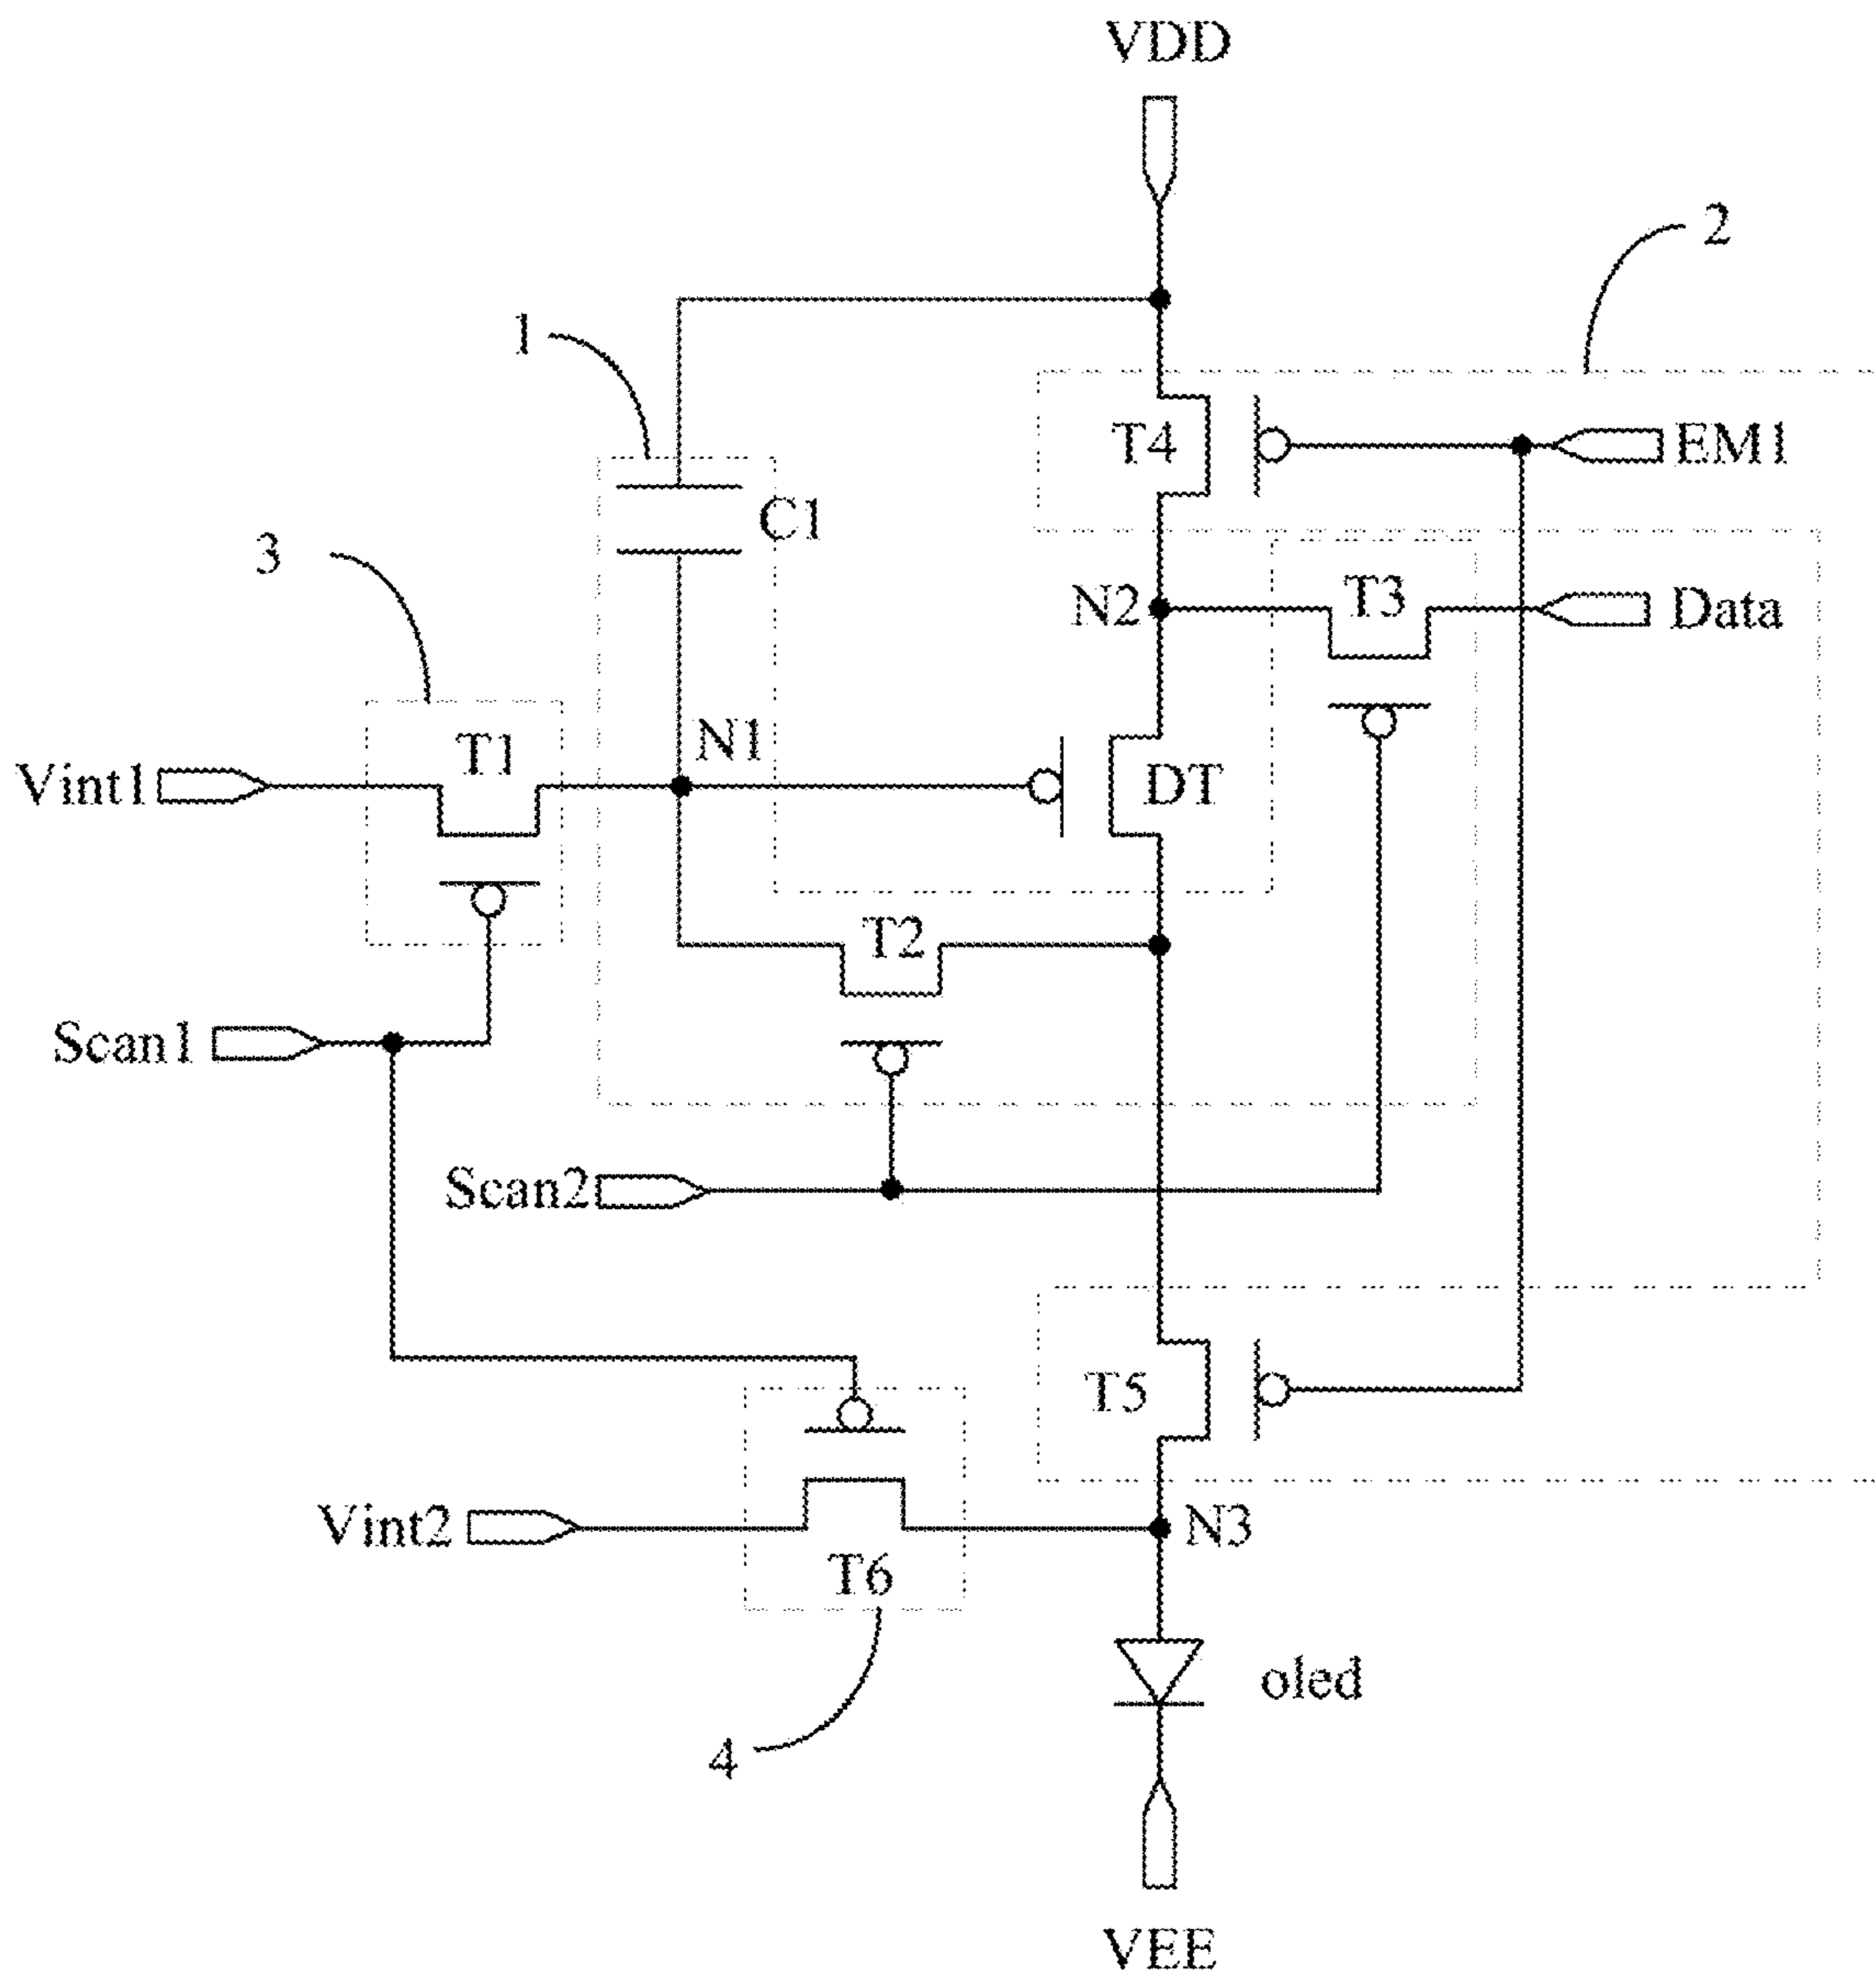 VDD
2
1
T4
EM1
C1
3
T3
N2
Data
N1
T1
Vint1
DT
T2
Scan1
Scan2
T5
Vint2
N3
T6
oled
4
VEE